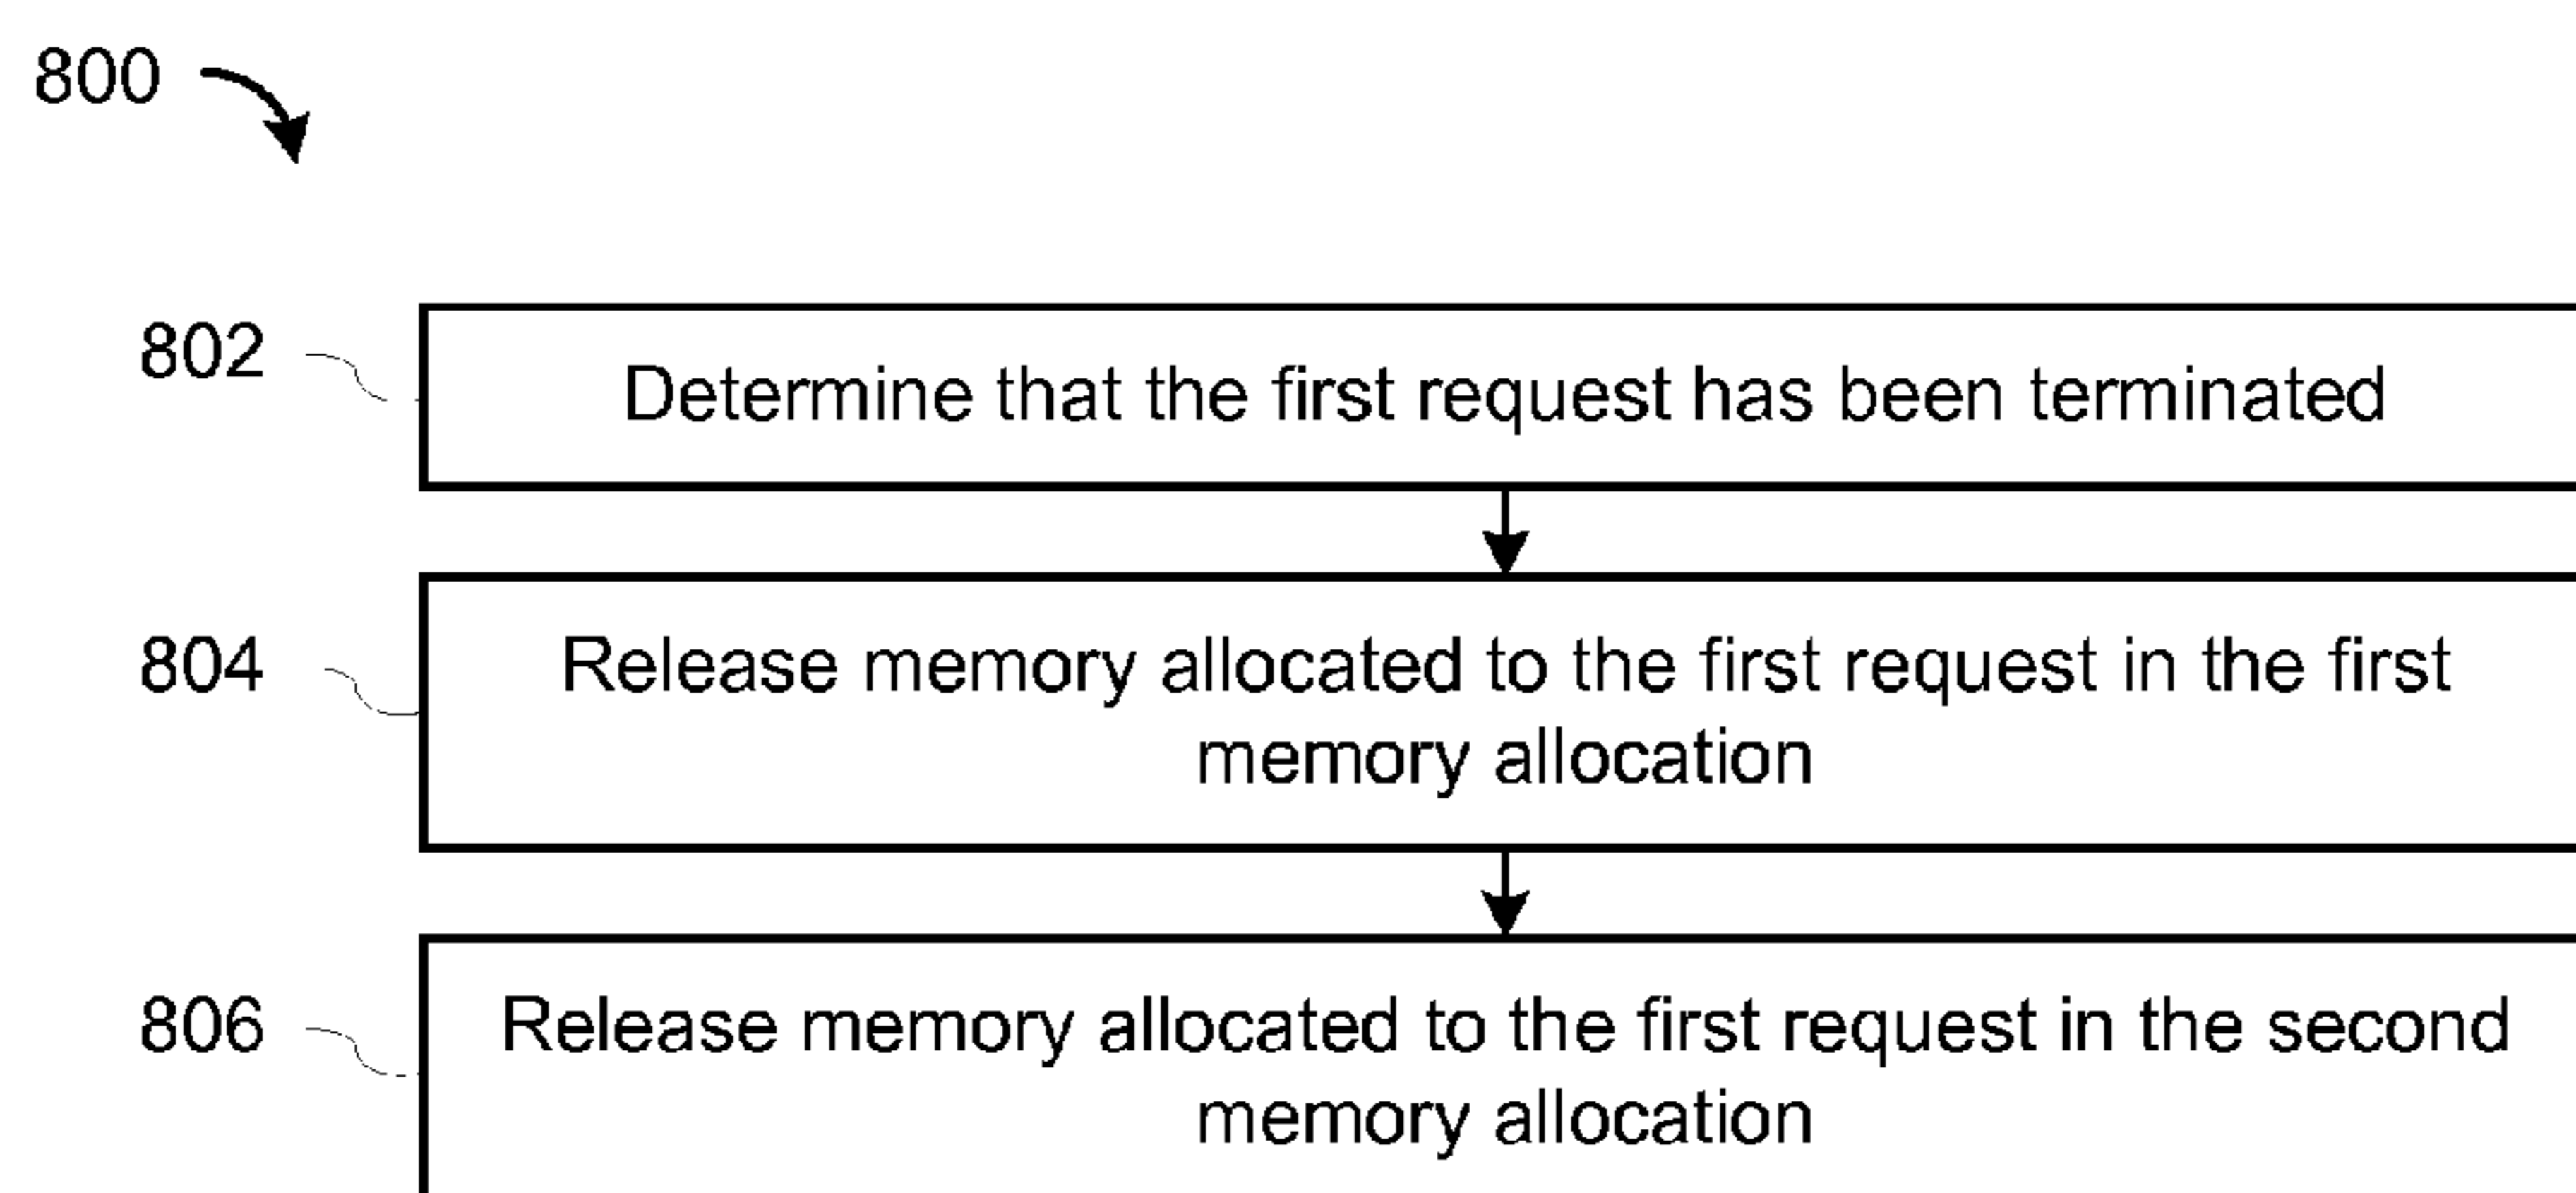 800
802
Determine that the first request has been terminated
804
Release memory allocated to the first request in the first
memory allocation
806
Release memory allocated to the first request in the second
memory allocation